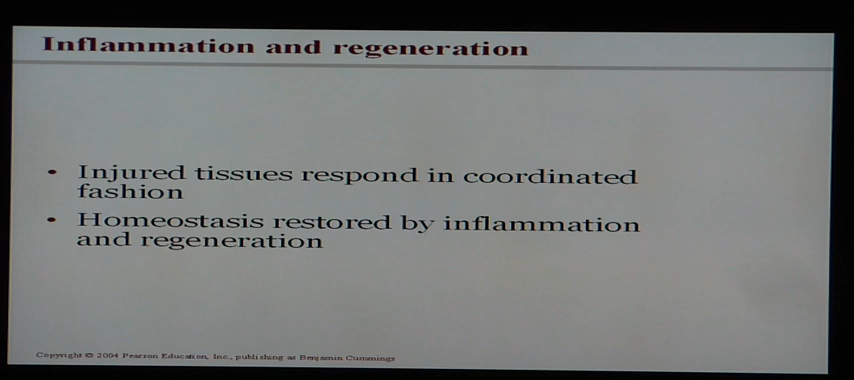 Inflammation and regeneration
• Injured tissues respond in coordinated
fashion
• Homeostasis restored by inflammation
and regeneration
Copyright © 2004 Pearson Education, Inc., publishing as Benjamin Cummings